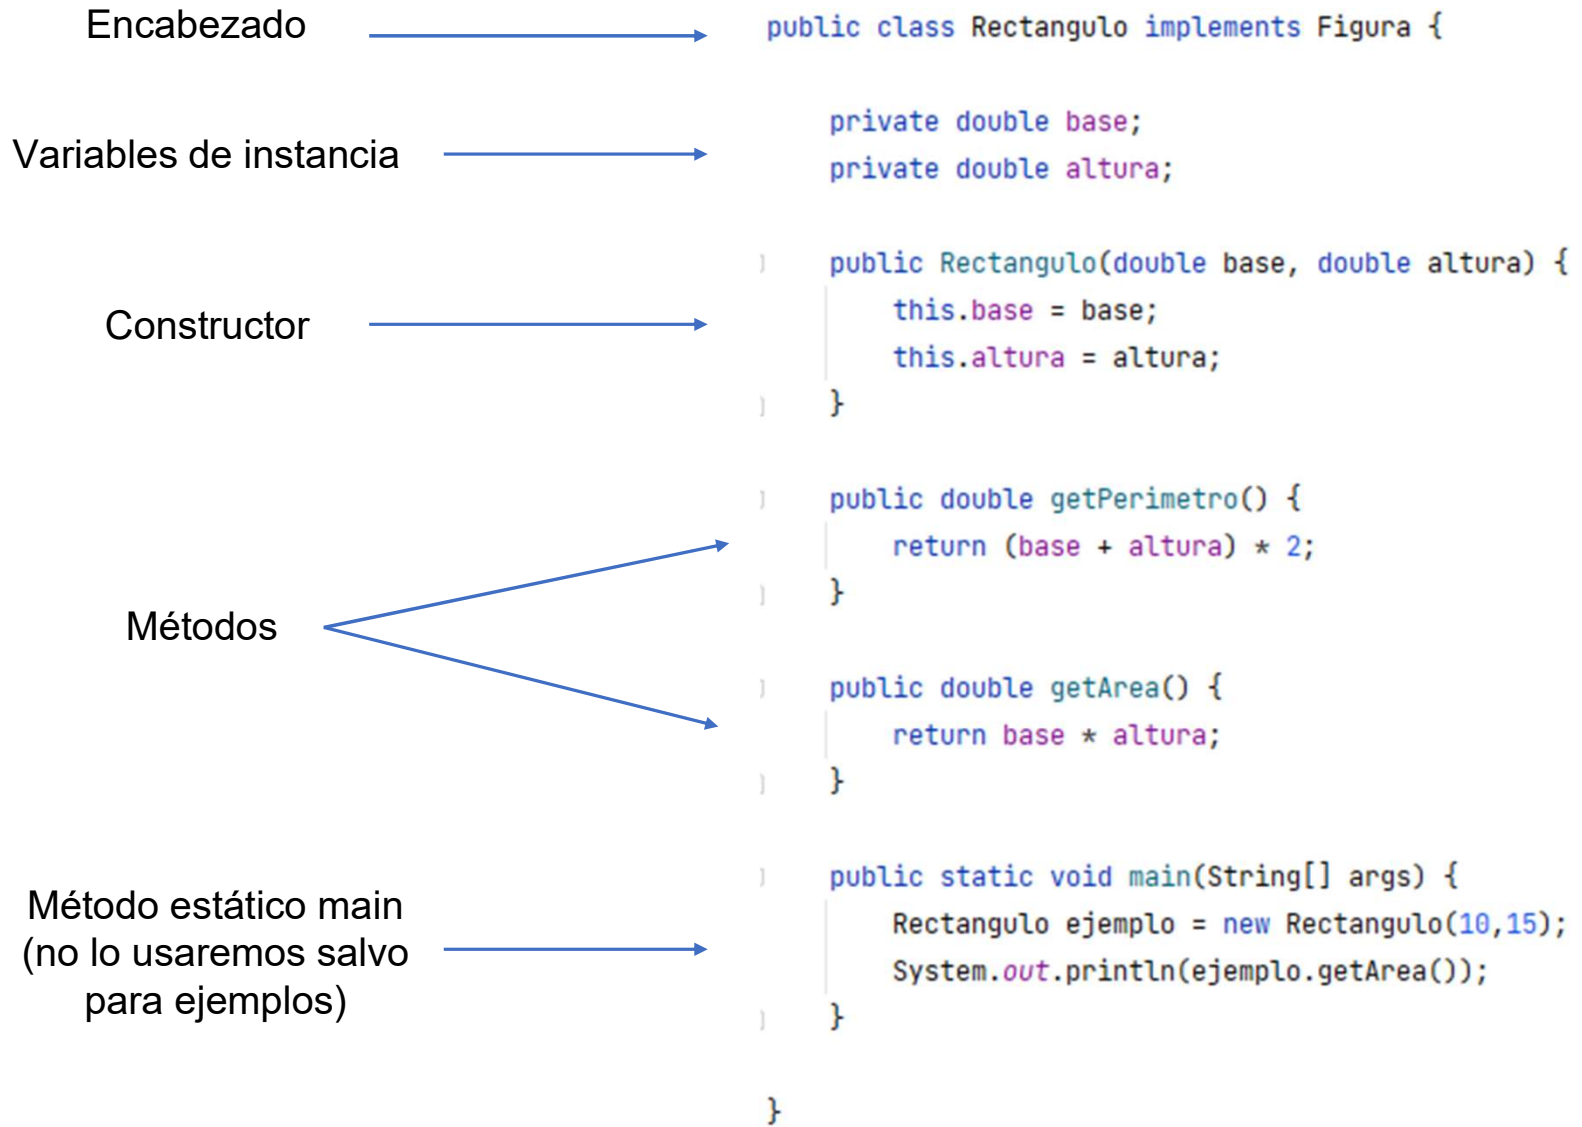 Encabezado
public class Rectangulo implements Figura {
Variables de instancia
private double base;
private double altura;
Constructor
public Rectangulo(double base, double altura) {
this.base = base;
this.altura = altura;
}
Métodos
public double getPerimetro() {
return (base + altura) * 2;
}
public double getArea() {
return base * altura;
}
Método estático main
(no lo usaremos salvo
para ejemplos)
public static void main(String[] args) {
Rectangulo ejemplo = new Rectangulo(10,15);
System.out.println(ejemplo.getArea());
}
}